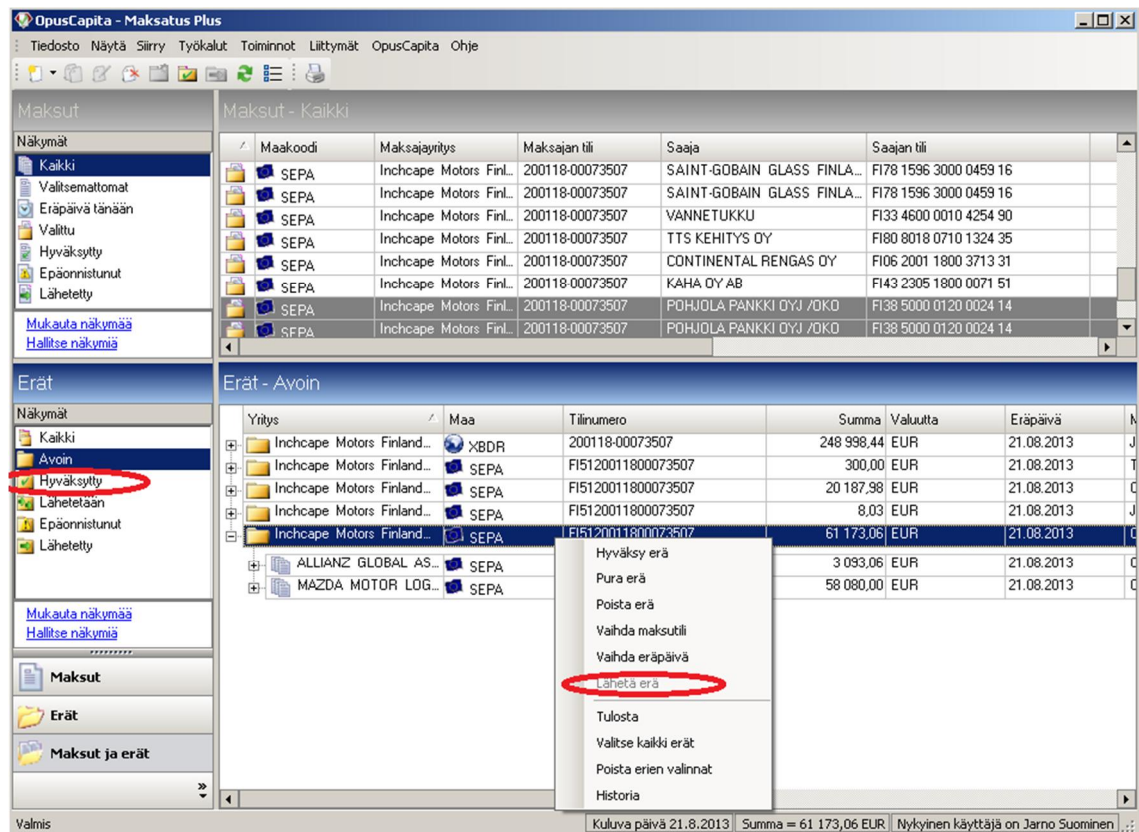 OpusCapita - Maksatus Plus
Tiedosto Näytä Siirry Työkalut Toiminnot Liittymät OpusCapita Ohje
Maksut
Maksut - Kaikki
Näkymät
Kaikki
Valitsemattomat
Eräpäivä tänään
Valittu
Hyväksytty
Epäonnistunut
Lähetetty
Mukauta näkymää
Hallitse näkymiä
Maakoodi Maksajayritys Maksajan tili Saaja Saajan tili
SEPA Inchcape Motors Finl... 200118-00073507 SAINT-GOBAIN GLASS FINLA... FI78 1596 3000 0459 16
SEPA Inchcape Motors Finl... 200118-00073507 SAINT-GOBAIN GLASS FINLA... FI78 1596 3000 0459 16
SEPA Inchcape Motors Finl... 200118-00073507 VANNETUKKU FI33 4600 0010 4254 90
SEPA Inchcape Motors Finl... 200118-00073507 TTS KEHITYS OY FI80 8018 0710 1324 35
SEPA Inchcape Motors Finl... 200118-00073507 CONTINENTAL RENGAS OY FI06 2001 1800 3713 31
SEPA Inchcape Motors Finl... 200118-00073507 KAHA OY AB FI43 2305 1800 0071 51
SEPA Inchcape Motors Finl... 200118-00073507 POHJOLA PANKKI OYJ /OKO FI38 5000 0120 0024 14
SEPA Inchcape Motors Finl... 200118-00073507 POHJOLA PANKKI OYJ /OKO FI38 5000 0120 0024 14
Erät
Erät - Avoin
Näkymät
Kaikki
Avoin
Hyväksytty
Lähetetään
Epäonnistunut
Lähetetty
Mukauta näkymää
Hallitse näkymiä
Maksut
Erät
Maksut ja erät
Yritys Maa Tilinumero Summa Valuutta Eräpäivä M
Inchcape Motors Finland... XBDR 200118-00073507 248 998,44 EUR 21.08.2013 J
Inchcape Motors Finland... SEPA FI5120011800073507 300,00 EUR 21.08.2013 T
Inchcape Motors Finland... SEPA FI5120011800073507 20 187,98 EUR 21.08.2013
Inchcape Motors Finland... SEPA FI5120011800073507 8,03 EUR 21.08.2013 J
Inchcape Motors Finland... SEPA FI5120011800073507 61 173,06 EUR 21.08.2013
ALLIANZ GLOBAL AS... SEPA 3 093,06 EUR 21.08.2013
MAZDA MOTOR LOG... SEPA 58 080,00 EUR 21.08.2013
Hyväksy erä
Pura erä
Poista erä
Vaihda maksutili
Vaihda eräpäivä
Lähetä erä
Tulosta
Valitse kaikki erät
Poista erien valinnat
Historia
Valmis Kuluva päivä 21.8.2013 Summa = 61 173,06 EUR Nykyinen käyttäjä on Jarno Suominen